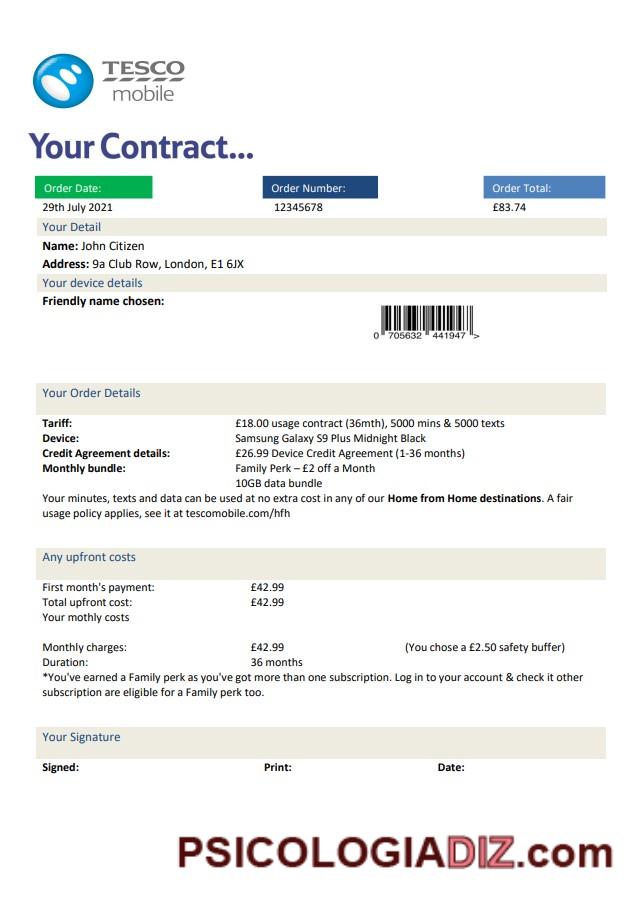 TESCO
mobile
Your Contract...
Order Date: Order Number: Order Total:
29th July 2021 12345678 £83.74
Your Detail
Name: John Citizen
Address: 9a Club Row, London, E1 6JX
Your device details
Friendly name chosen:
0 705632 441947 >
Your Order Details
Tariff: £18.00 usage contract (36mth), 5000 mins & 5000 texts
Device: Samsung Galaxy S9 Plus Midnight Black
Credit Agreement details: £26.99 Device Credit Agreement (1-36 months)
Monthly bundle: Family Perk – £2 off a Month
10GB data bundle
Your minutes, texts and data can be used at no extra cost in any of our Home from Home destinations. A fair
usage policy applies, see it at tescomobile.com/hfh
Any upfront costs
First month's payment: £42.99
Total upfront cost: £42.99
Your mothly costs
Monthly charges: £42.99 (You chose a £2.50 safety buffer)
Duration: 36 months
*You've earned a Family perk as you've got more than one subscription. Log in to your account & check it other
subscription are eligible for a Family perk too.
Your Signature
Signed: Print: Date:
PSICOLOGIADIZ.com